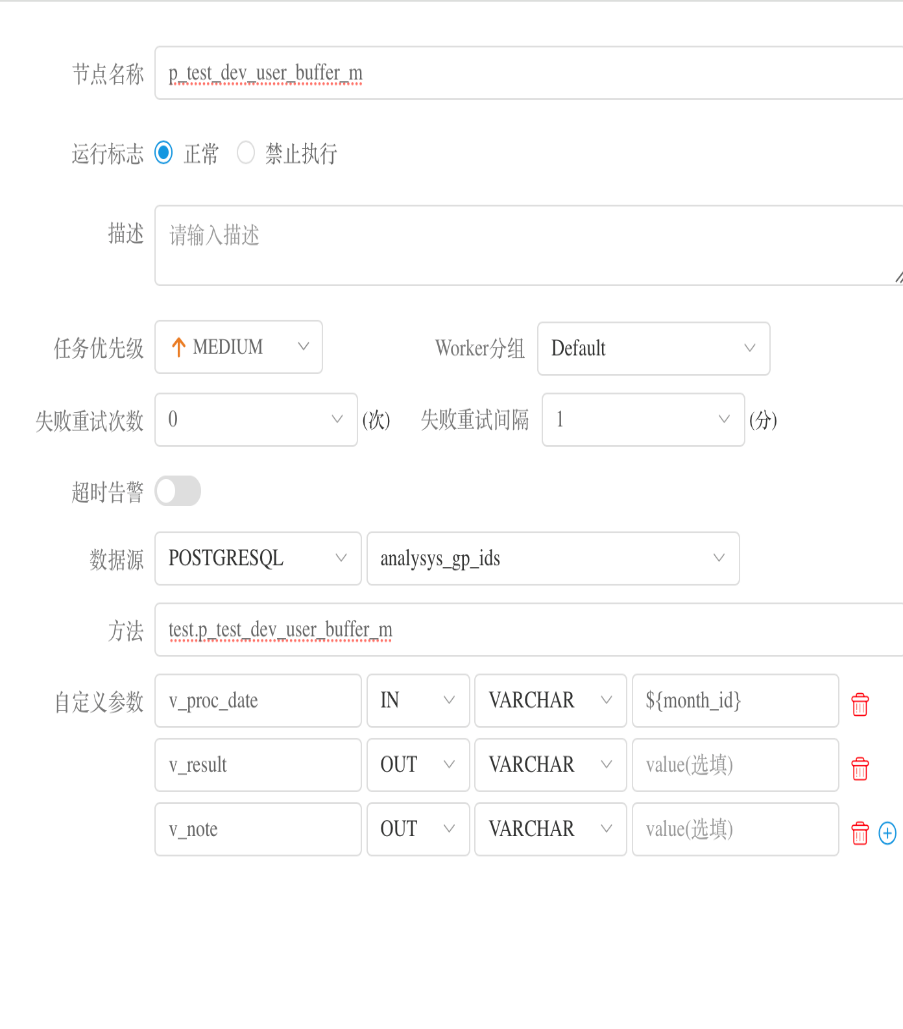 节点名称 p_test_dev_user_buffer_m
运行标志 正常 禁止执行
描述 请输入描述
任务优先级 MEDIUM Worker分组 Default
失败重试次数 0 (次) 失败重试间隔 1 (分)
超时告警
数据源 POSTGRESQL analysys_gp_ids
方法 test.p_test_dev_user_buffer_m
自定义参数 v_proc_date IN VARCHAR ${month_id}
v_result OUT VARCHAR value(选填)
v_note OUT VARCHAR value(选填)